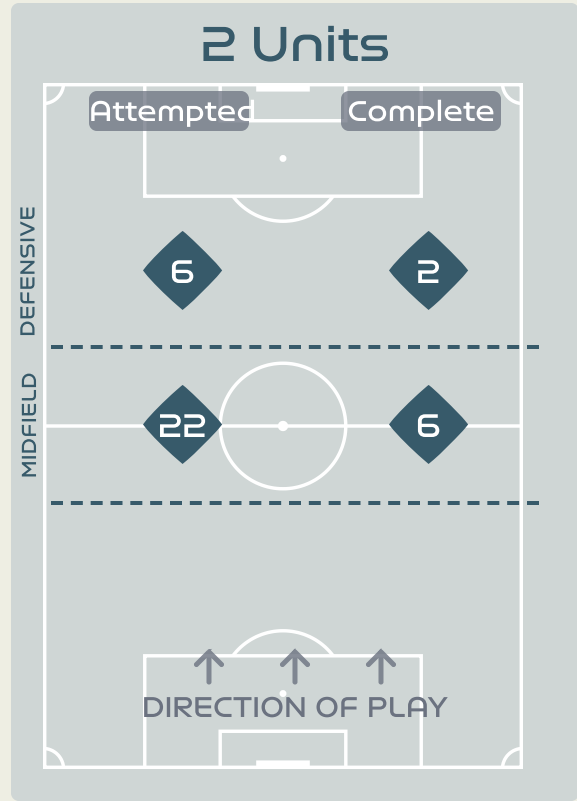 2 Units
Attempted Complete
DEFENSIVE
6 2
MIDFIELD
22 6
DIRECTION OF PLAY